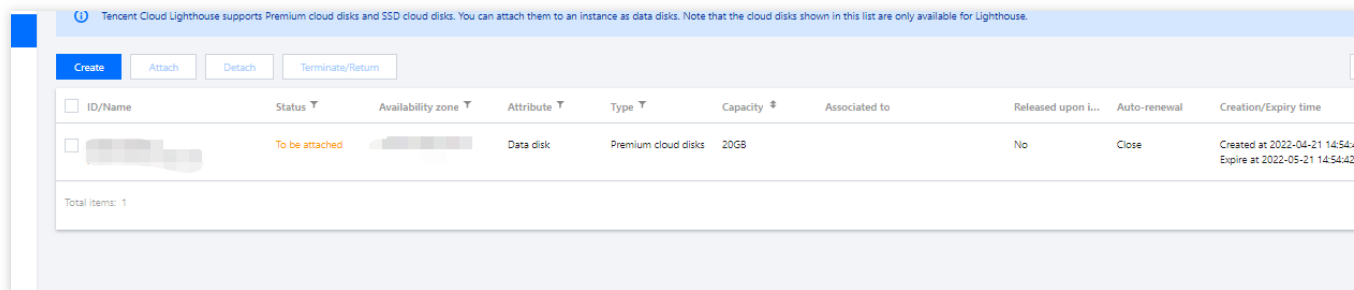 Tencent Cloud Lighthouse supports Premium cloud disks and SSD cloud disks. You can attach them to an instance as data disks. Note that the cloud disks shown in this list are only available for Lighthouse.
Create Attach Detach Terminate/Return
ID/Name Status Availability zone Attribute Type Capacity Associated to Released upon i... Auto-renewal Creation/Expiry time
To be attached Data disk Premium cloud disks 20GB No Close Created at 2022-04-21 14:54:
Expire at 2022-05-21 14:54:42
Total items: 1